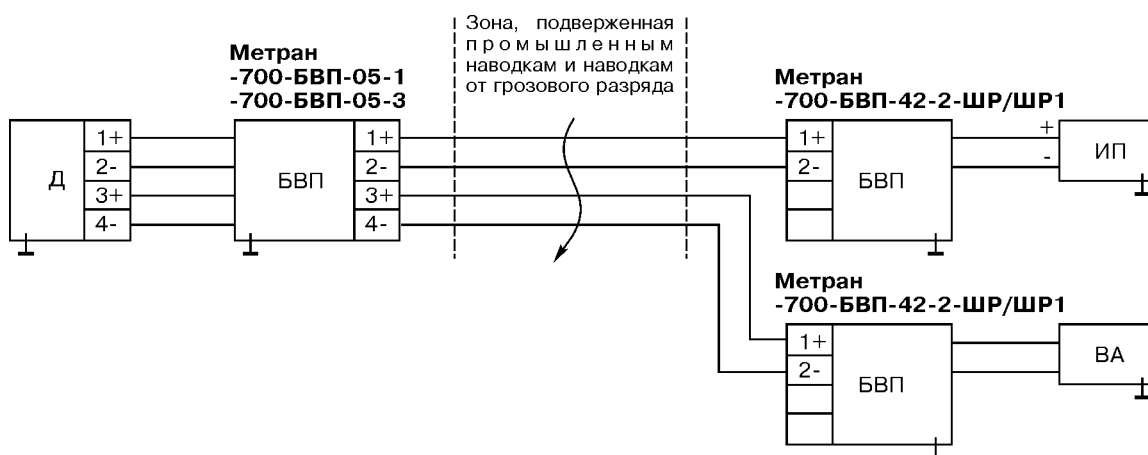 Зона, подверженная
промышленным
наводкам и наводкам
от грозового разряда
Метран
-700-БВП-05-1
-700-БВП-05-3
Метран
-700-БВП-42-2-ШР/ШР1
Д
1+
2-
3+
4-
БВП
1+
2-
3+
4-
1+
2-
БВП
+
-
ИП
Метран
-700-БВП-42-2-ШР/ШР1
1+
2-
БВП
ВА